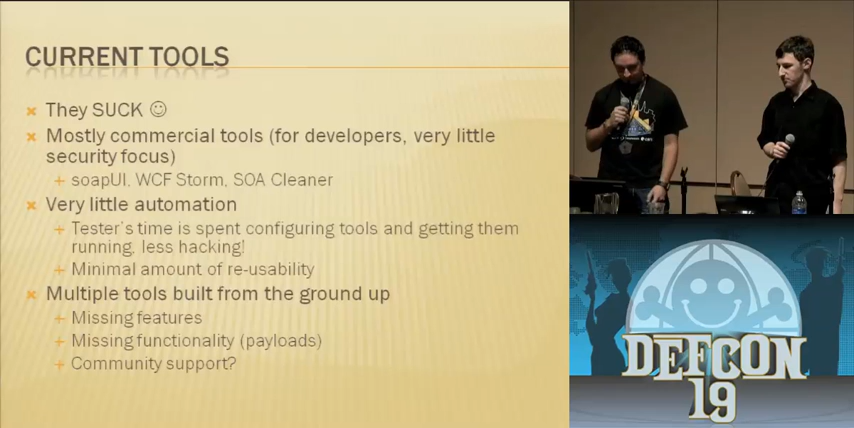 CURRENT TOOLS
They SUCK ☺
Mostly commercial tools (for developers, very little
security focus)
soapUI, WCF Storm, SOA Cleaner
Very little automation
Tester's time is spent configuring tools and getting them
running, less hacking!
Minimal amount of re-usability
Multiple tools built from the ground up
Missing features
Missing functionality (payloads)
Community support?
DEFCON
19